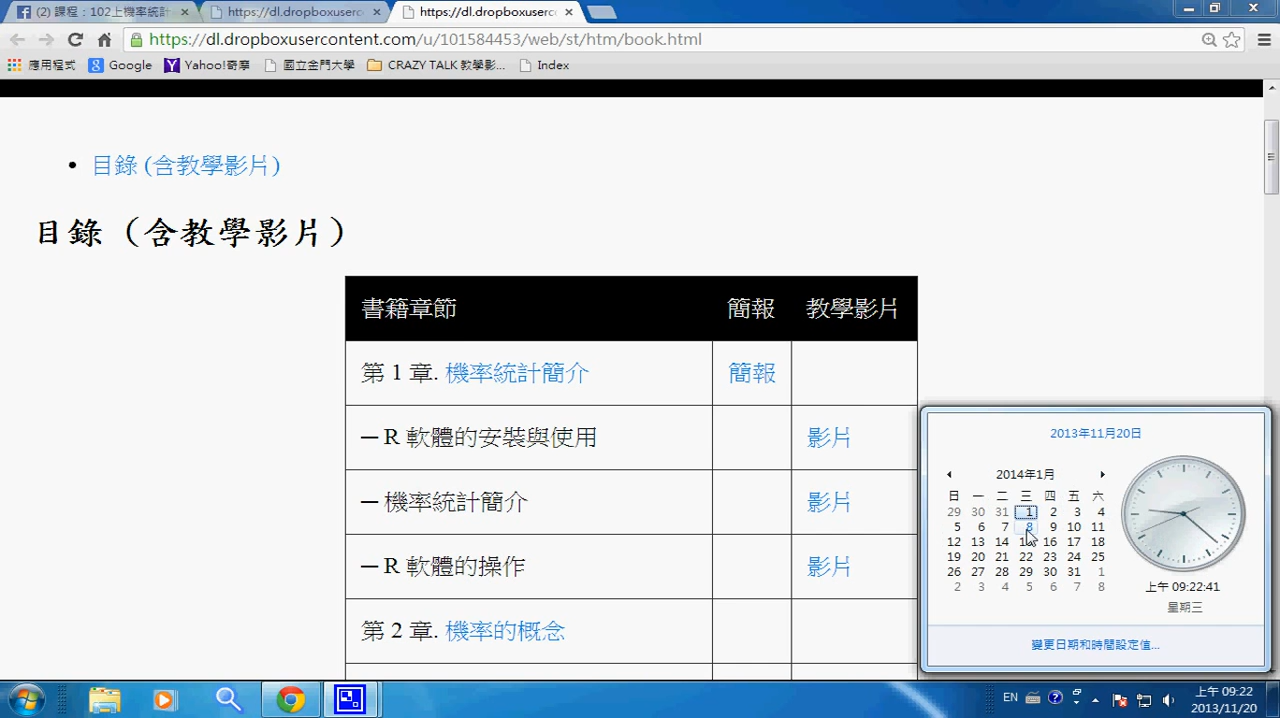 (2) 課程：102上機率統計
https://dl.dropboxuserc
https://dl.dropboxuserc
https://dl.dropboxusercontent.com/u/101584453/web/st/htm/book.html
應用程式 Google Yahoo!奇摩 國立金門大學 CRAZY TALK 教學影... Index
• 目錄 (含教學影片)
目錄（含教學影片）
書籍章節 簡報 教學影片
第 1 章. 機率統計簡介 簡報
─ R 軟體的安裝與使用 影片
─ 機率統計簡介 影片
─ R 軟體的操作 影片
第 2 章. 機率的概念
2013年11月20日
2014年1月
日 一 二 三 四 五 六
29 30 31 1 2 3 4
5 6 7 8 9 10 11
12 13 14 15 16 17 18
19 20 21 22 23 24 25
26 27 28 29 30 31 1
2 3 4 5 6 7 8
上午 09:22:41
星期三
變更日期和時間設定值...
EN
上午 09:22
2013/11/20